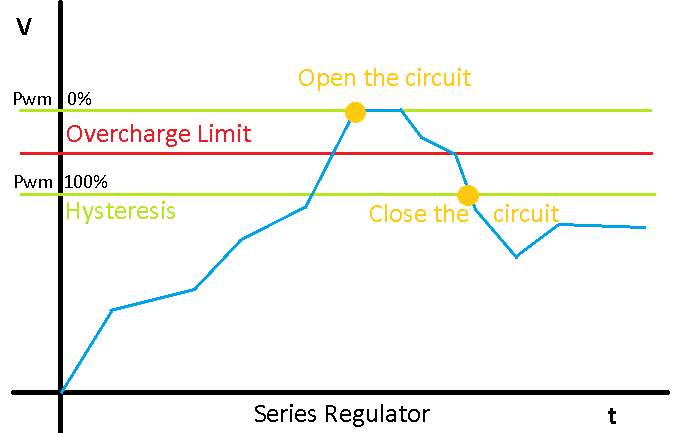 V
Open the circuit
Pwm 0%
Overcharge Limit
Pwm 100%
Hysteresis
Close the circuit
Series Regulator
t